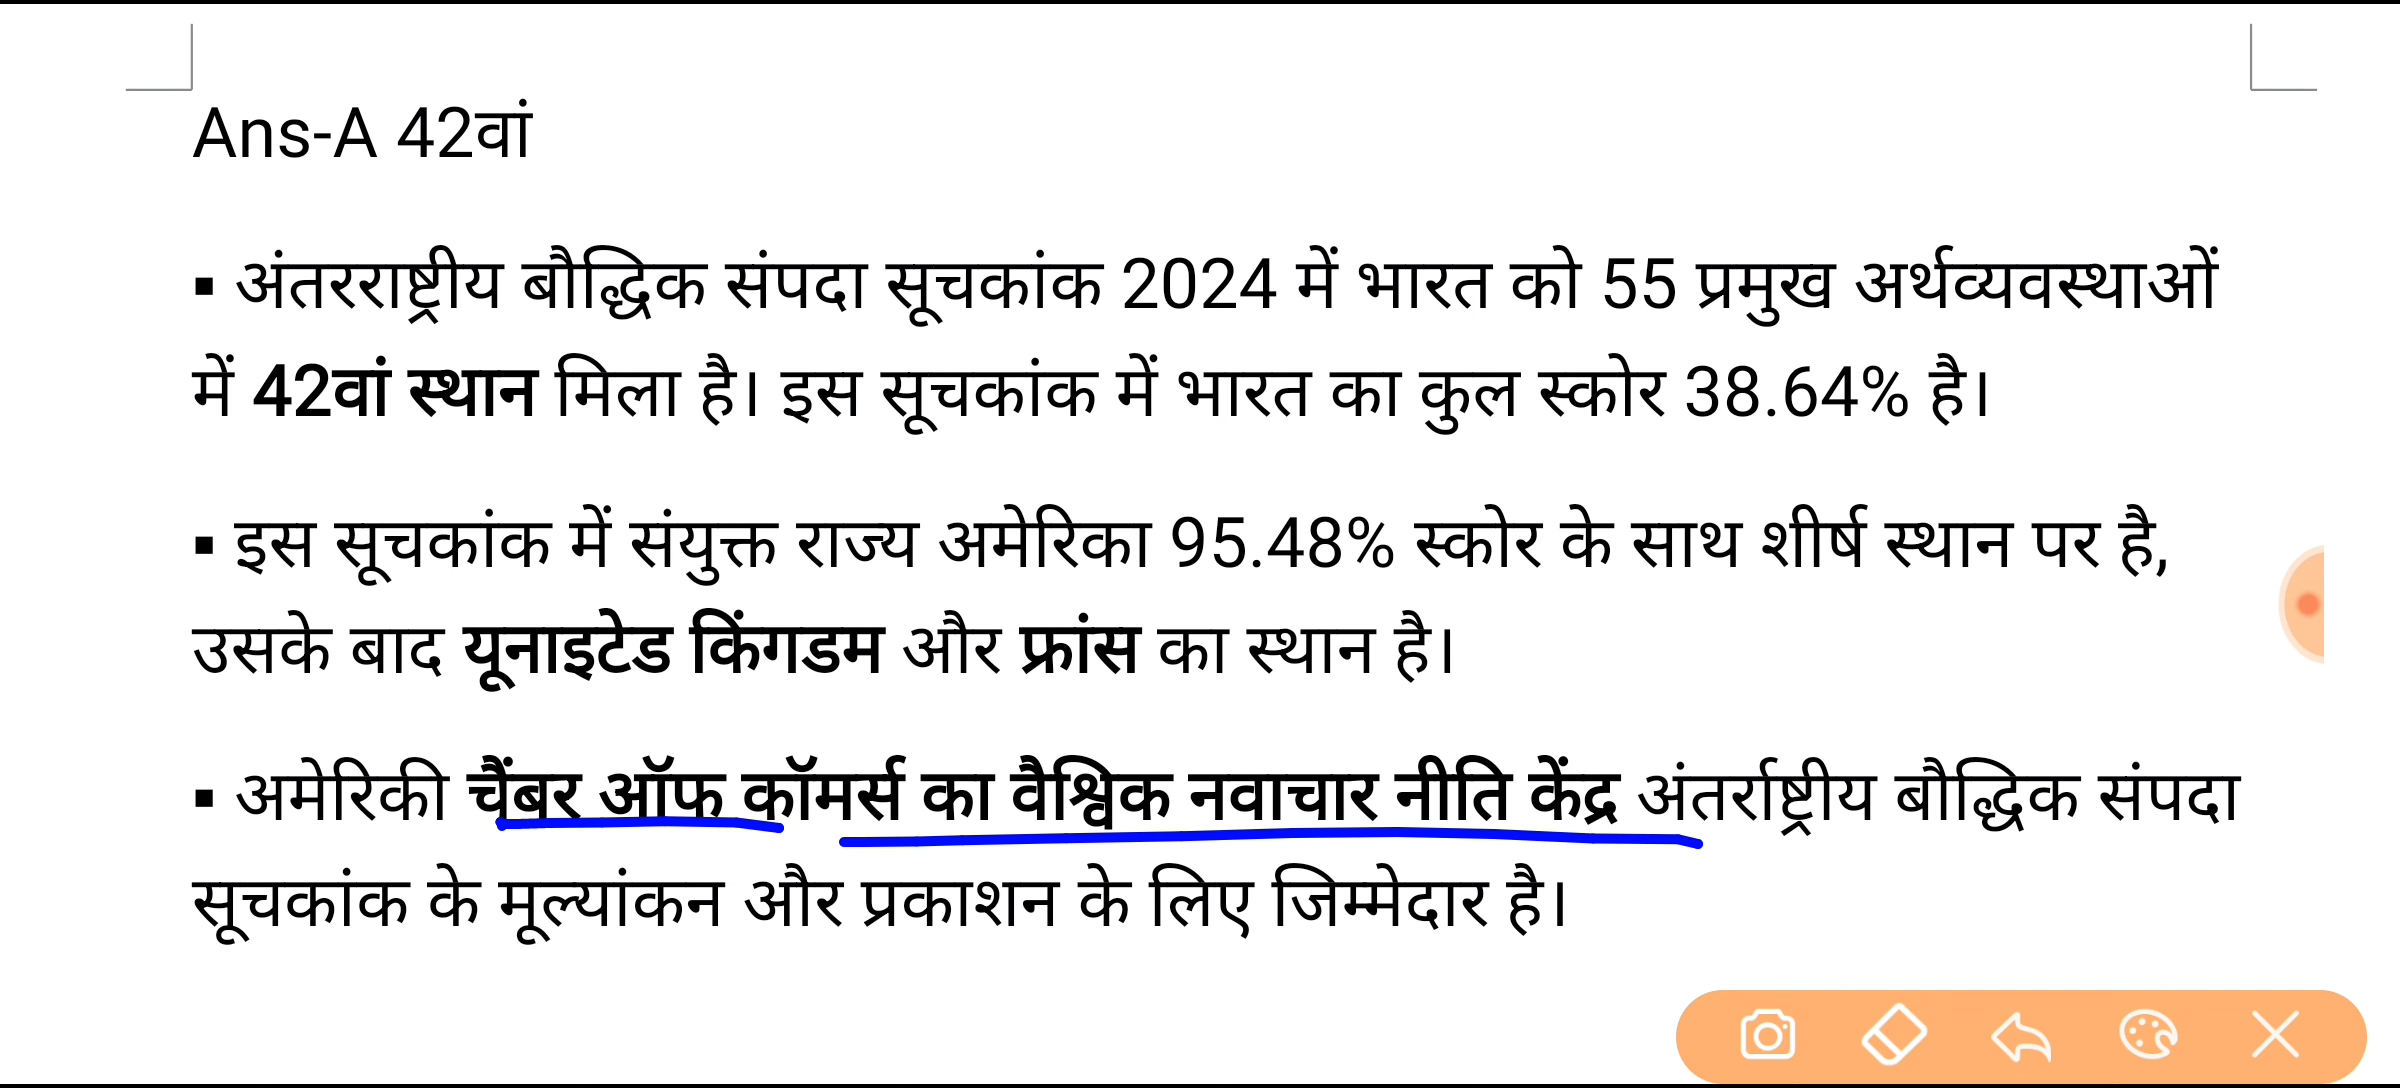 Ans-A 42वां
▪ अंतरराष्ट्रीय बौद्धिक संपदा सूचकांक 2024 में भारत को 55 प्रमुख अर्थव्यवस्थाओं
में 42वां स्थान मिला है। इस सूचकांक में भारत का कुल स्कोर 38.64% है।
▪ इस सूचकांक में संयुक्त राज्य अमेरिका 95.48% स्कोर के साथ शीर्ष स्थान पर है,
उसके बाद यूनाइटेड किंगडम और फ्रांस का स्थान है।
▪ अमेरिकी चैंबर ऑफ कॉमर्स का वैश्विक नवाचार नीति केंद्र अंतर्राष्ट्रीय बौद्धिक संपदा
सूचकांक के मूल्यांकन और प्रकाशन के लिए जिम्मेदार है।